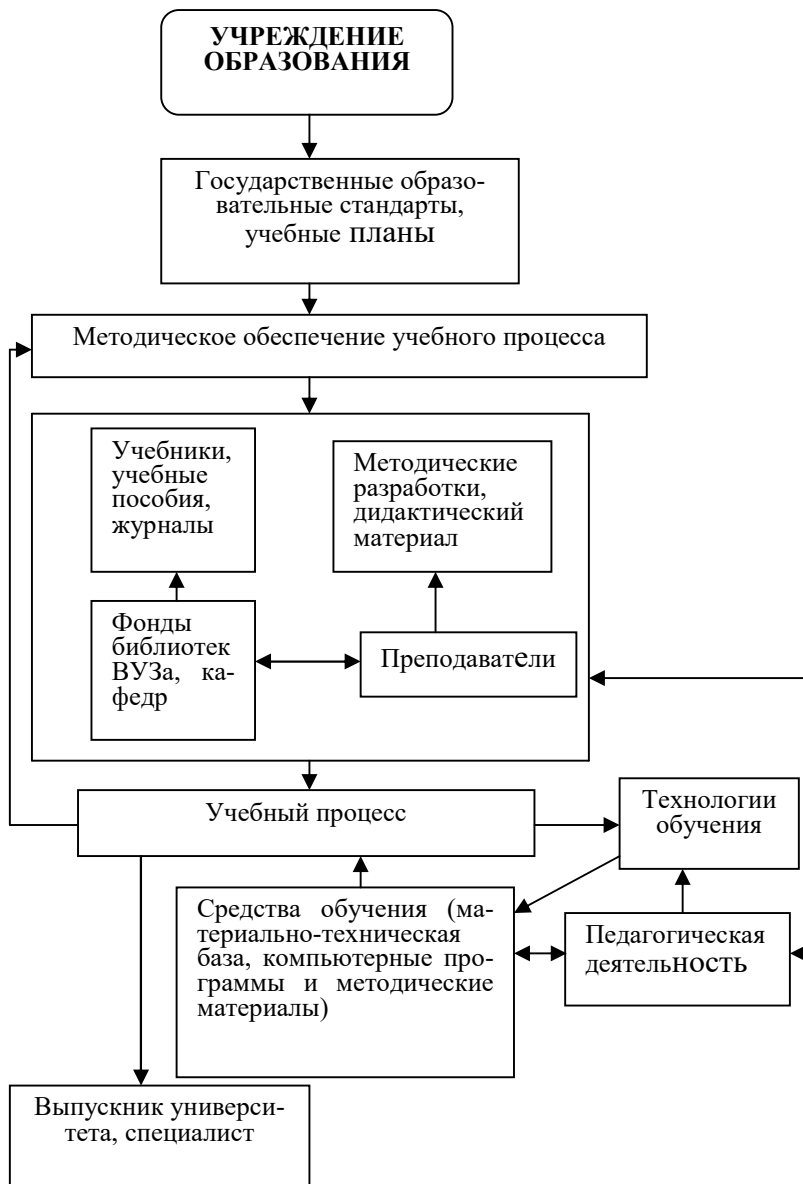 УЧРЕЖДЕНИЕ
ОБРАЗОВАНИЯ
Государственные образо-
вательные стандарты,
учебные планы
Методическое обеспечение учебного процесса
Учебники,
учебные
пособия,
журналы
Методические
разработки,
дидактический
материал
Фонды
библиотек
ВУЗа, ка-
федр
Преподаватели
Учебный процесс
Технологии
обучения
Средства обучения (ма-
териально-техническая
база, компьютерные про-
граммы и методические
материалы)
Педагогическая
деятельность
Выпускник универси-
тета, специалист